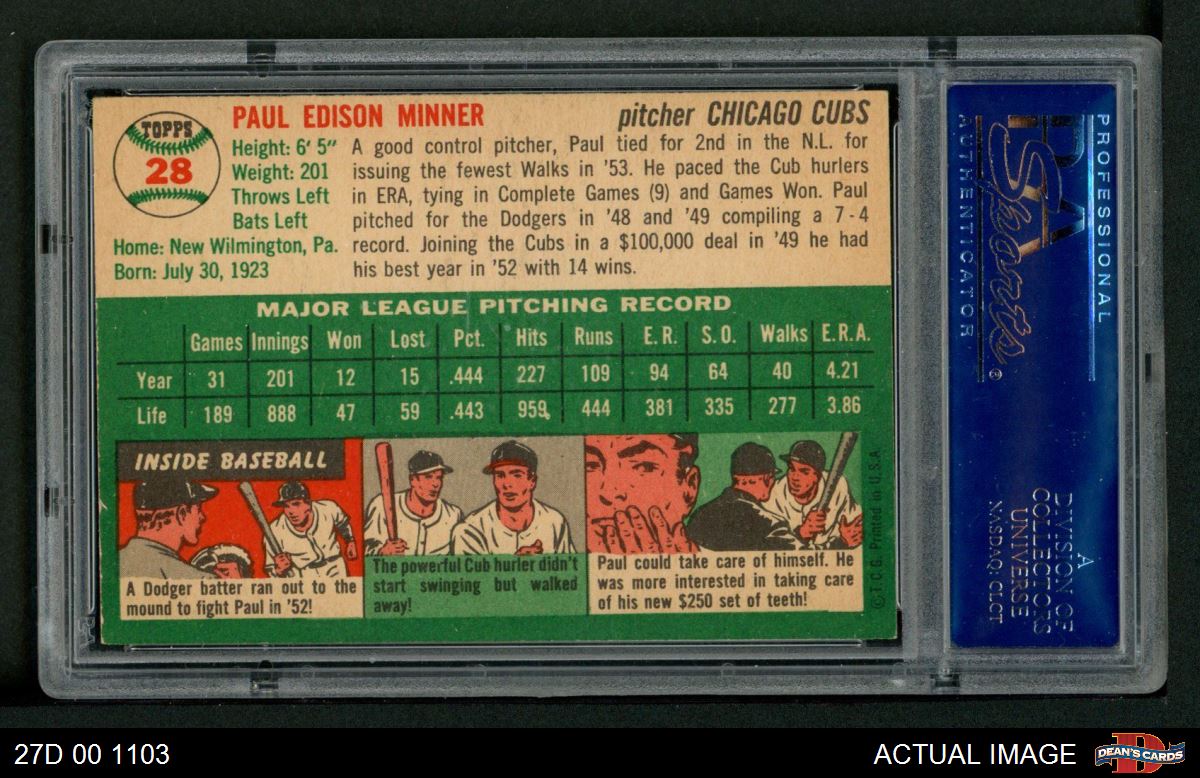 TOPPS
28
PAUL EDISON MINNER
pitcher CHICAGO CUBS
Height: 6' 5"
Weight: 201
Throws Left
Bats Left
Home: New Wilmington, Pa.
Born: July 30, 1923
A good control pitcher, Paul tied for 2nd in the N.L. for
issuing the fewest Walks in '53. He paced the Cub hurlers
in ERA, tying in Complete Games (9) and Games Won. Paul
pitched for the Dodgers in '48 and '49 compiling a 7-4
record. Joining the Cubs in a $100,000 deal in '49 he had
his best year in '52 with 14 wins.
MAJOR LEAGUE PITCHING RECORD
Games Innings Won Lost Pct. Hits Runs E.R. S.O. Walks E.R.A.
Year 31 201 12 15 .444 227 109 94 64 40 4.21
Life 189 888 47 59 .443 959 444 381 335 277 3.86
INSIDE BASEBALL
A Dodger batter ran out to the
mound to fight Paul in '52!
The powerful Cub hurler didn't
start swinging but walked
away!
Paul could take care of himself. He
was more interested in taking care
of his new $250 set of teeth!
©T.C.G. Printed in U.S.A
PROFESSIONAL
PSA
Sports®
AUTHENTICATOR
A
DIVISION OF
COLLECTORS
UNIVERSE
NASDAQ: CLCT
27D 00 1103
ACTUAL IMAGE
D
DEAN'S CARDS